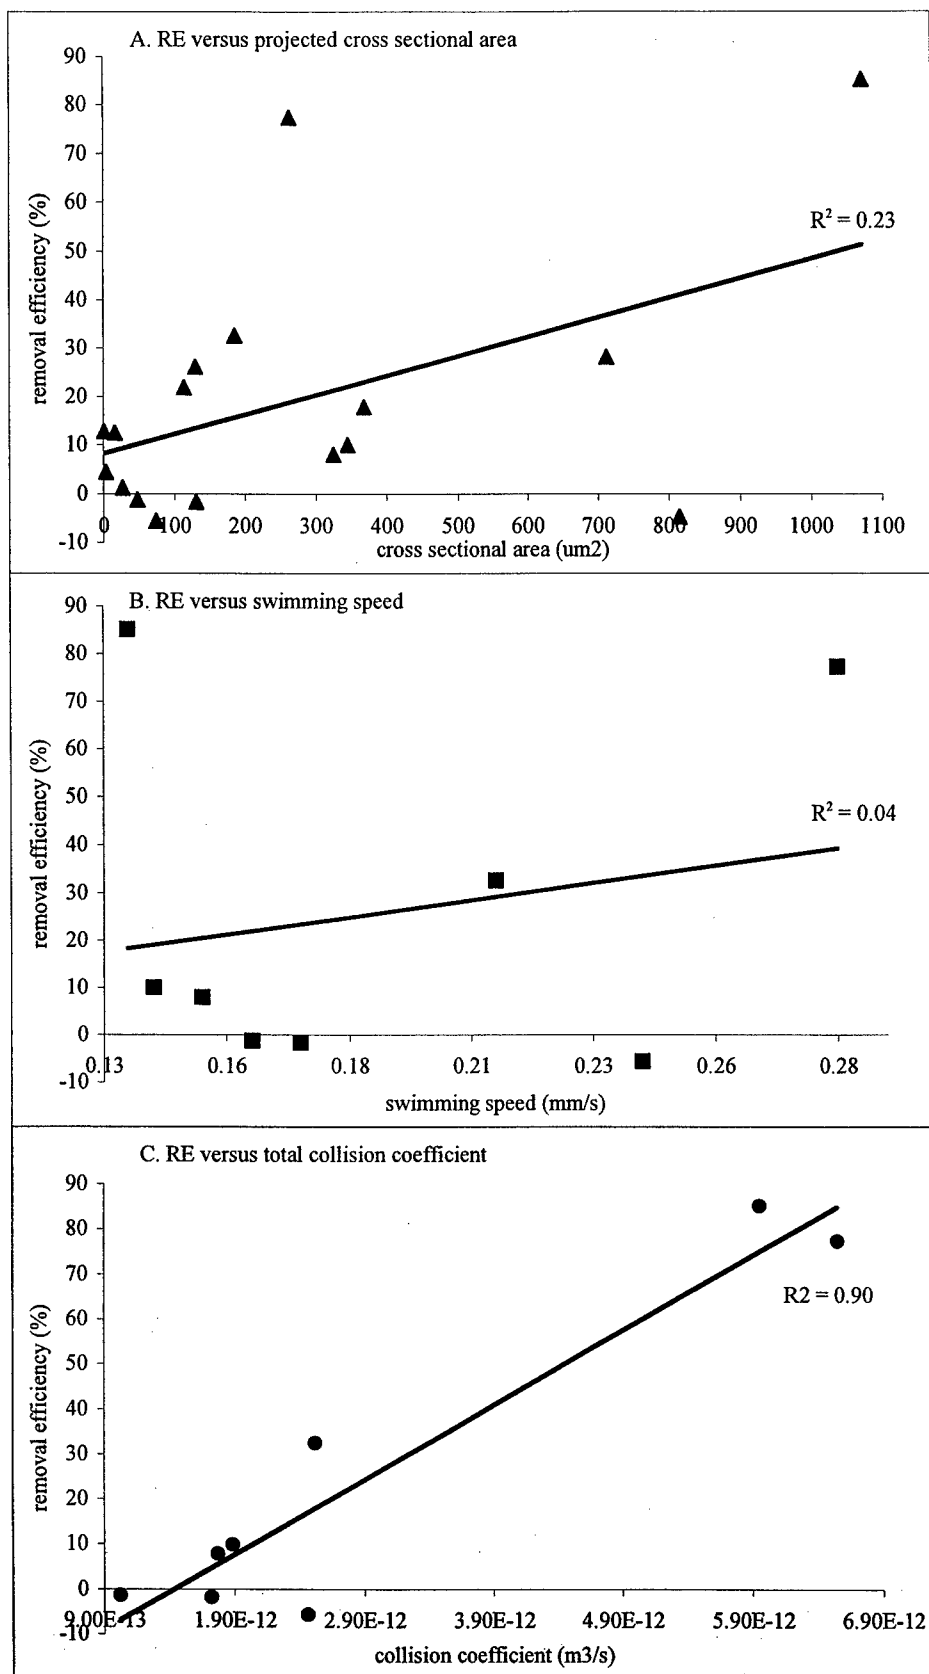 A. RE versus projected cross sectional area
90
80
70
60
50
40
30
20
10
0
-10
removal efficiency (%)
R² = 0.23
0 100 200 300 400 500 600 700 800 900 1000 1100
cross sectional area (um2)
B. RE versus swimming speed
90
80
70
60
50
40
30
20
10
0
-10
removal efficiency (%)
R² = 0.04
0.13 0.16 0.18 0.21 0.23 0.26 0.28
swimming speed (mm/s)
C. RE versus total collision coefficient
90
80
70
60
50
40
30
20
10
0
-10
removal efficiency (%)
R2 = 0.90
9.00E-13 1.90E-12 2.90E-12 3.90E-12 4.90E-12 5.90E-12 6.90E-12
collision coefficient (m3/s)